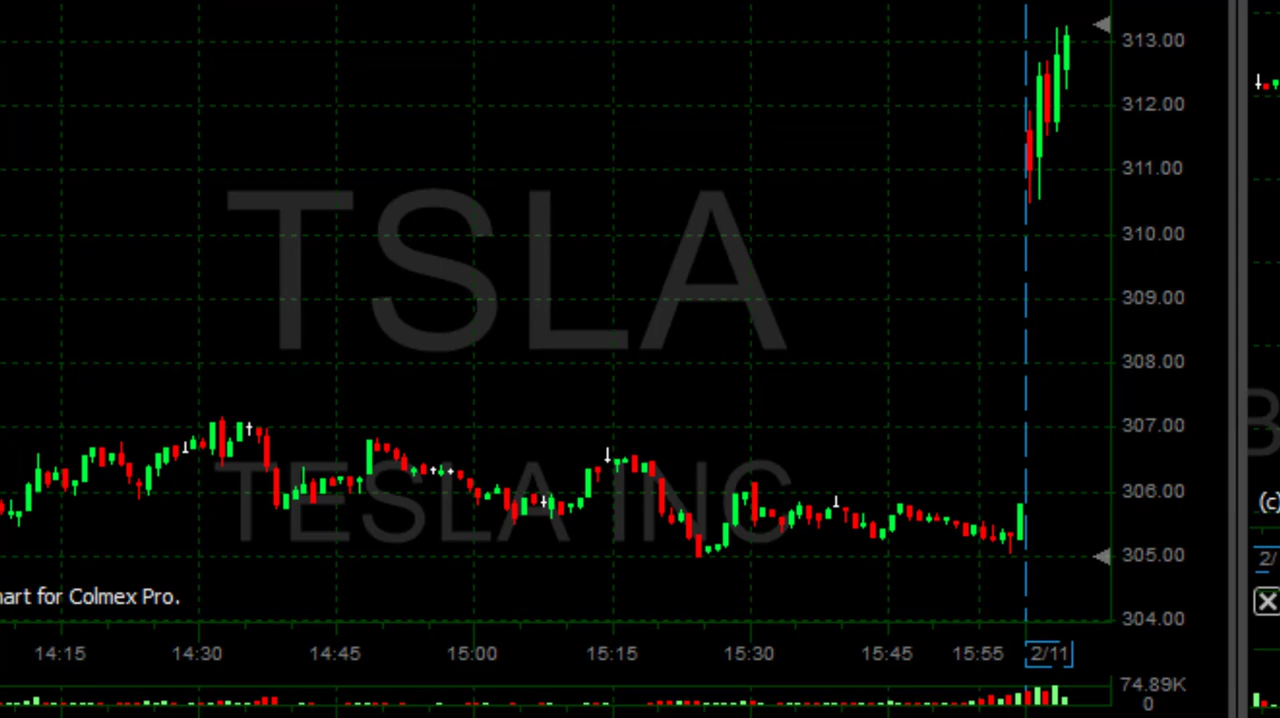 TSLA
TESLA INC
313.00
312.00
311.00
310.00
309.00
308.00
307.00
306.00
305.00
304.00
for Colmex Pro.
(c)
14:15 14:30 14:45 15:00 15:15 15:30 15:45 15:55 2/11
2/
74.89K
0